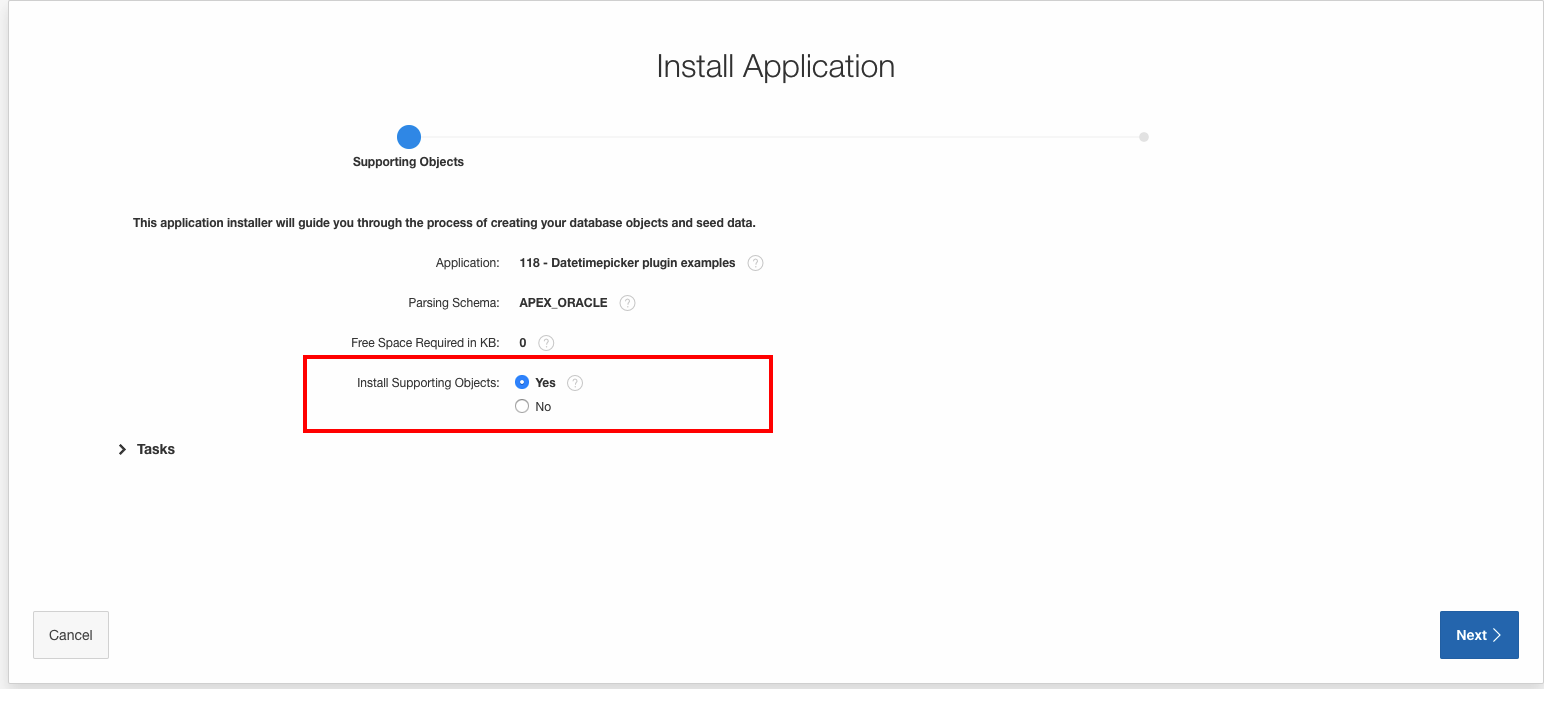 Install Application
Supporting Objects
This application installer will guide you through the process of creating your database objects and seed data.
Application: 118 - Datetimepicker plugin examples ?
Parsing Schema: APEX_ORACLE ?
Free Space Required in KB: 0 ?
Install Supporting Objects: Yes ?
No
Tasks
Cancel
Next